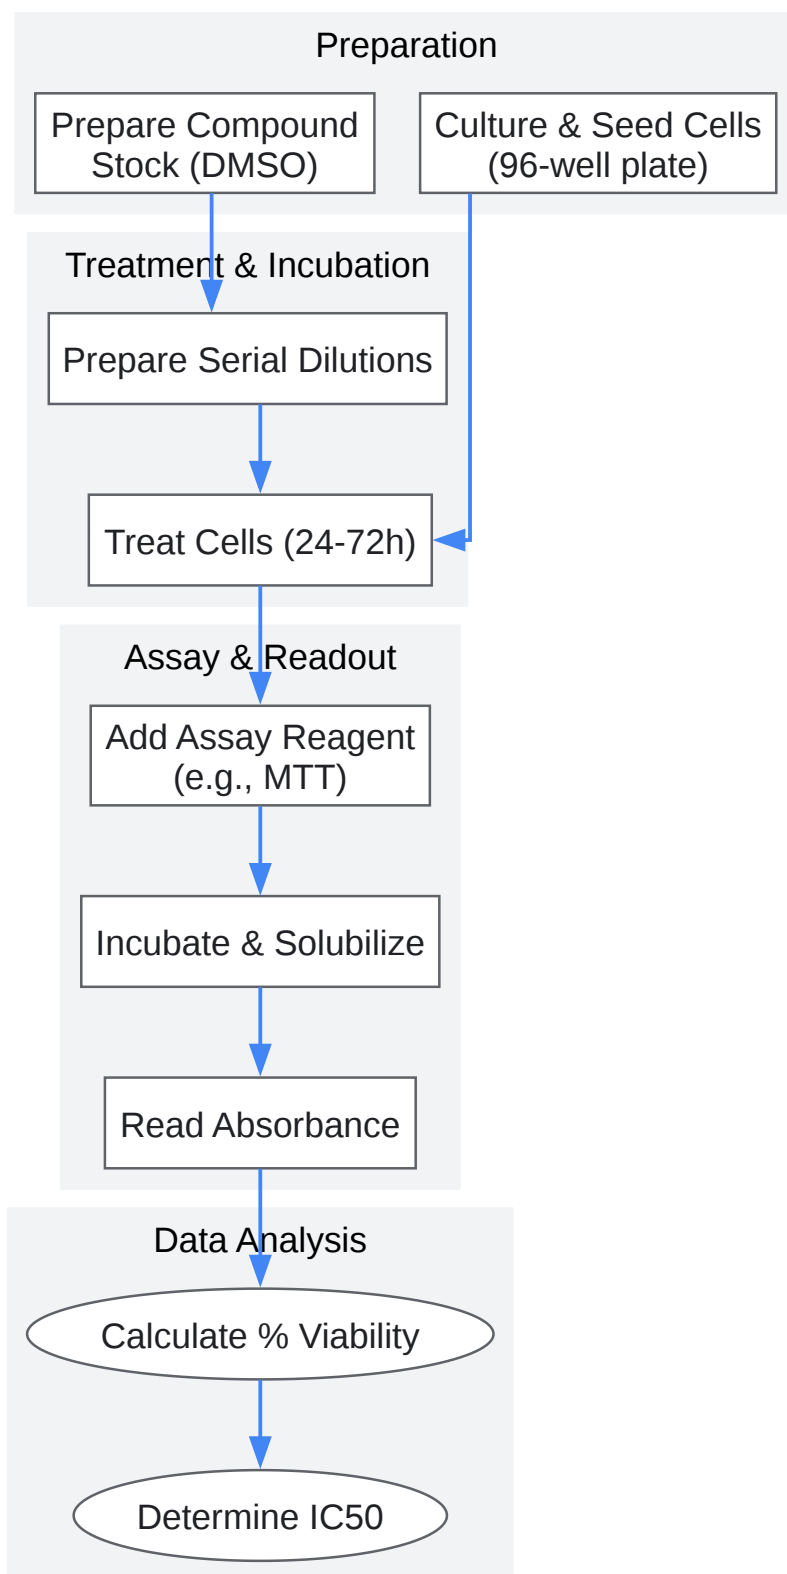 Preparation
Prepare Compound
Stock (DMSO)
Culture & Seed Cells
(96-well plate)
Treatment & Incubation
Prepare Serial Dilutions
Treat Cells (24-72h)
Assay & Readout
Add Assay Reagent
(e.g., MTT)
Incubate & Solubilize
Read Absorbance
Data Analysis
Calculate % Viability
Determine IC50